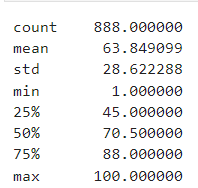 count 888.000000
mean 63.849099
std 28.622288
min 1.000000
25% 45.000000
50% 70.500000
75% 88.000000
max 100.000000